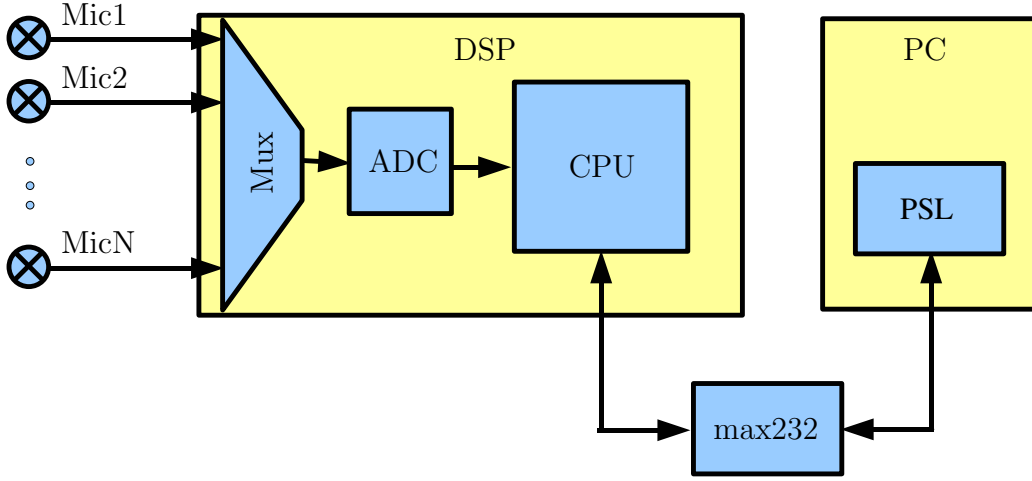 Mic1
Mic2
MicN
Mux
DSP
ADC
CPU
PC
PSL
max232